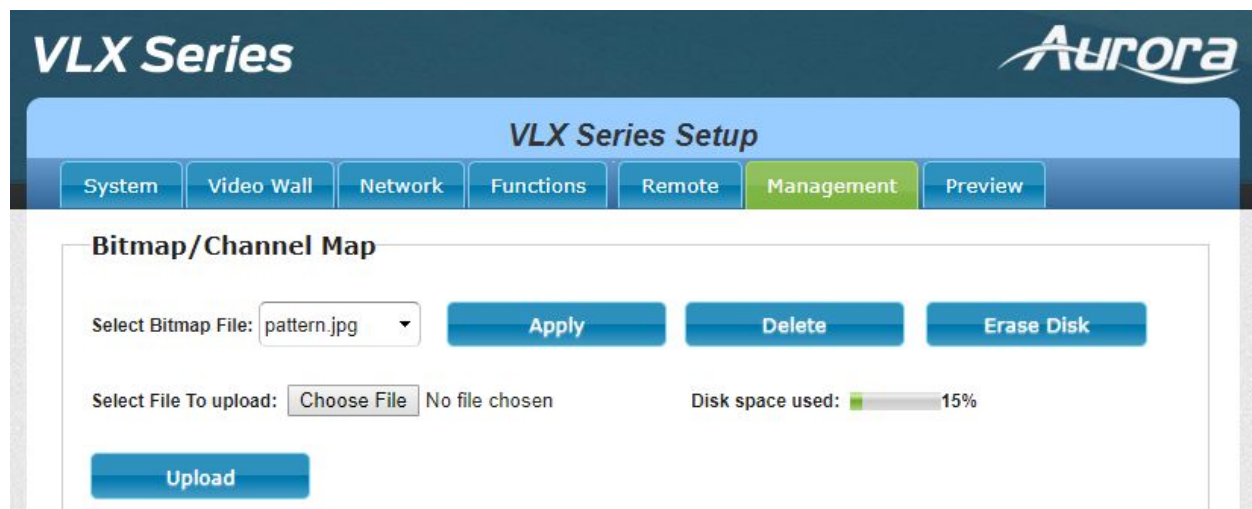 VLX Series Aurora
VLX Series Setup
System Video Wall Network Functions Remote Management Preview
Bitmap/Channel Map
Select Bitmap File: pattern.jpg Apply Delete Erase Disk
Select File To upload: Choose File No file chosen Disk space used: 15%
Upload